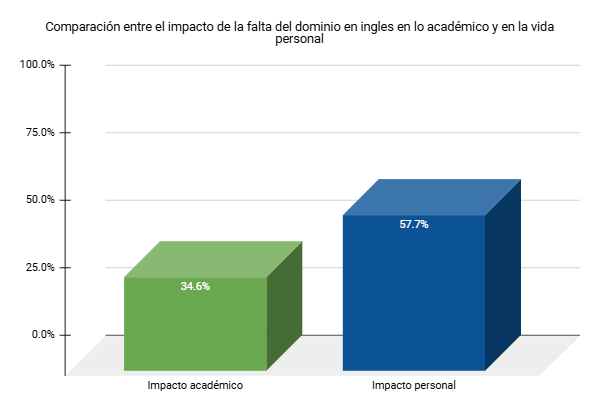 Comparación entre el impacto de la falta del dominio en ingles en lo académico y en la vida
personal
100.0%
75.0%
50.0%
25.0%
0.0%
57.7%
34.6%
Impacto académico
Impacto personal